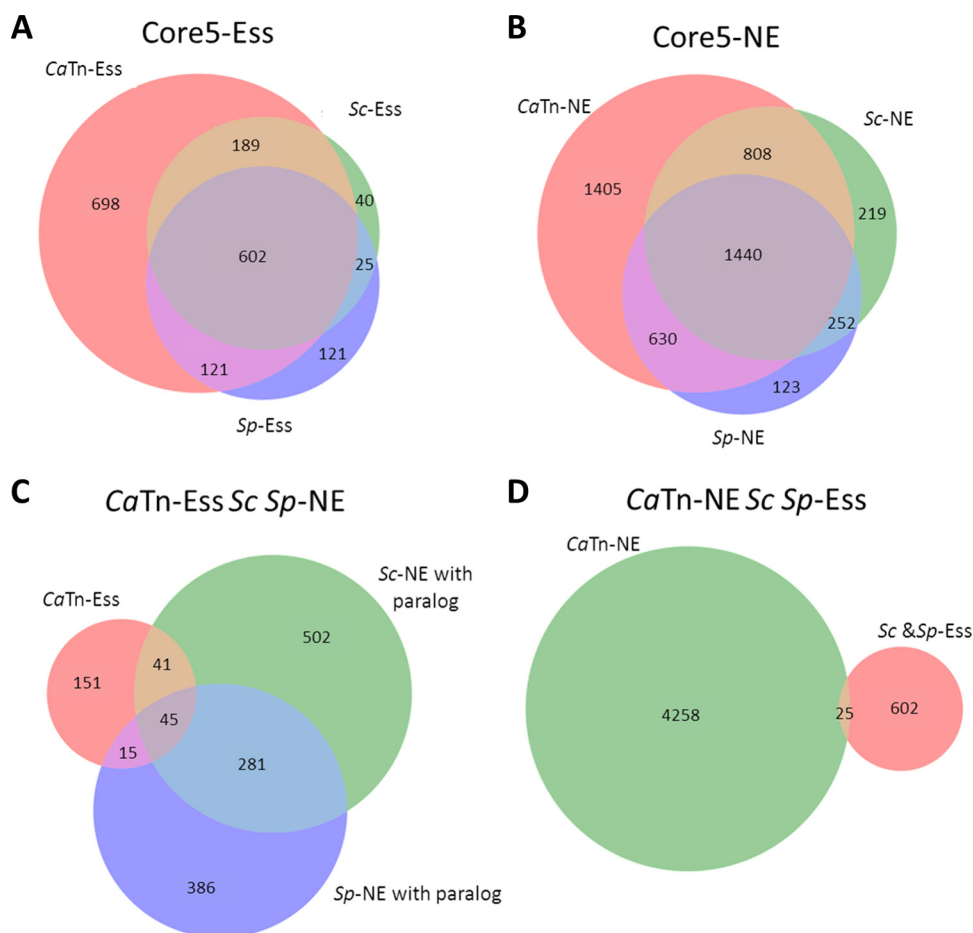 A
Core5-Ess
CaTn-Ess
Sc-Ess
189
698
40
602
25
121
121
Sp-Ess
B
Core5-NE
CaTn-NE
Sc-NE
808
1405
219
1440
252
630
123
Sp-NE
C
CaTn-Ess Sc Sp-NE
CaTn-Ess
Sc-NE with
paralog
502
41
151
45
15
281
386
Sp-NE with paralog
D
CaTn-NE Sc Sp-Ess
CaTn-NE
Sc &Sp-Ess
4258
25
602